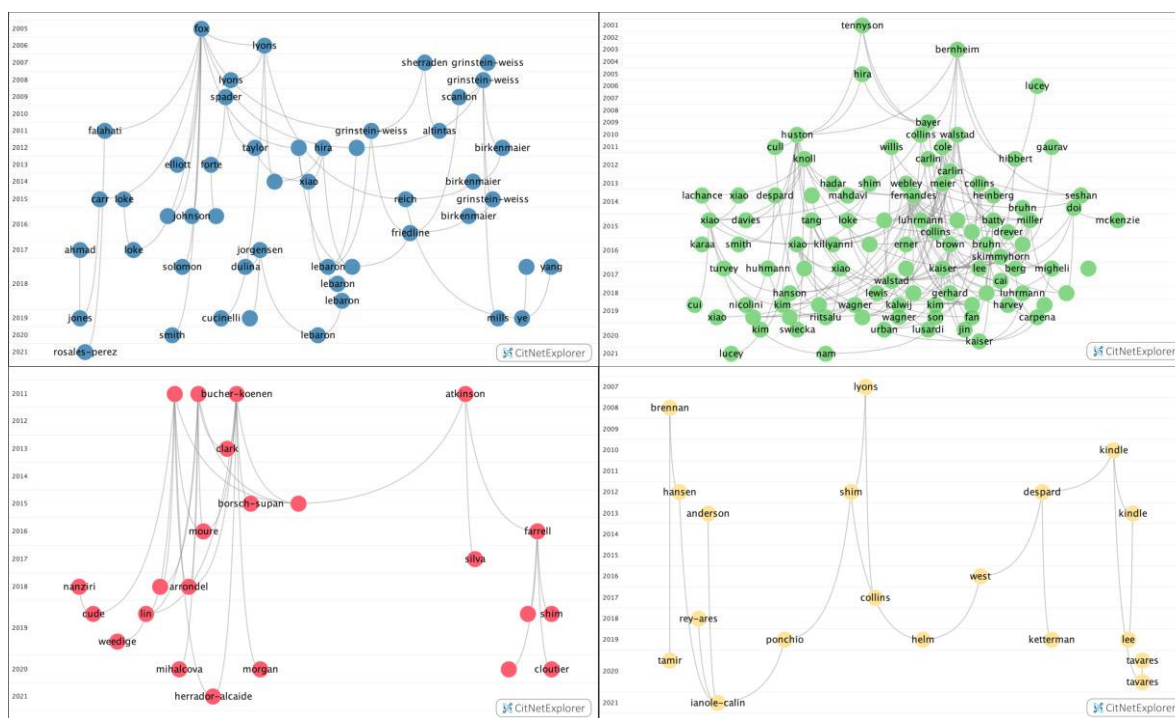 2005 fox
2006 lyons
2007 sherraden grinstein-weiss
2008 lyons grinstein-weiss
2009 spader scanlon
2010
2011 falahati grinstein-weiss altintas
2012 taylor hira birkenmaier
2013 elliott forte
2014 xiao birkenmaier
2015 carr loke reich grinstein-weiss
johnson birkenmaier
2016 friedline
2017 ahmad loke jorgensen
solomon dulina lebaron yang
2018 lebaron
lebaron
2019 jones cucinelli mills ye
2020 smith lebaron
2021 rosales-perez
CitNetExplorer
2001 tennyson
2002
2003 bernheim
2004
2005 hira
2006 lucey
2007
2008
2009 bayer
2010 huston collins walstad
2011 cull willis cole gaurav
2012 knoll carlin hibbert
carlin
2013 hadar shim webley meier collins
2014 lachance xiao despard mahdavi fernandes heinberg seshan
bruhn doi
xiao davies tang loke luhrmann batty miller mckenzie
2015 collins drever
karaa smith xiao killyanni erner brown bruhn
2016 skimmyhorn
2017 turvey huhmann xiao kaiser lee berg migheli
walstad cai
2018 hanson lewis gerhard luhrmann
cui nicolini kim wagner kalwij kim harvey
2019 xiao riitsalu wagner son fan carpena
2020 kim swiecka urban lusardi jin
kaiser
2021 lucey nam
CitNetExplorer
2011 bucher-koenen atkinson
2012
2013 clark
2014
2015 borsch-supan
2016 moure farrell
2017 silva
2018 nanziri arrondel
cude lin shim
2019 weedige
2020 mihalcova morgan cloutier
2021 herrador-alcaide
CitNetExplorer
2007 lyons
2008 brennan
2009
2010 kindle
2011
2012 hansen shim despard
2013 anderson kindle
2014
2015
2016 west
2017 collins
2018 rey-ares
2019 ponchio helm ketterman lee
2020 tamir tavares
tavares
2021 ianole-calin
CitNetExplorer